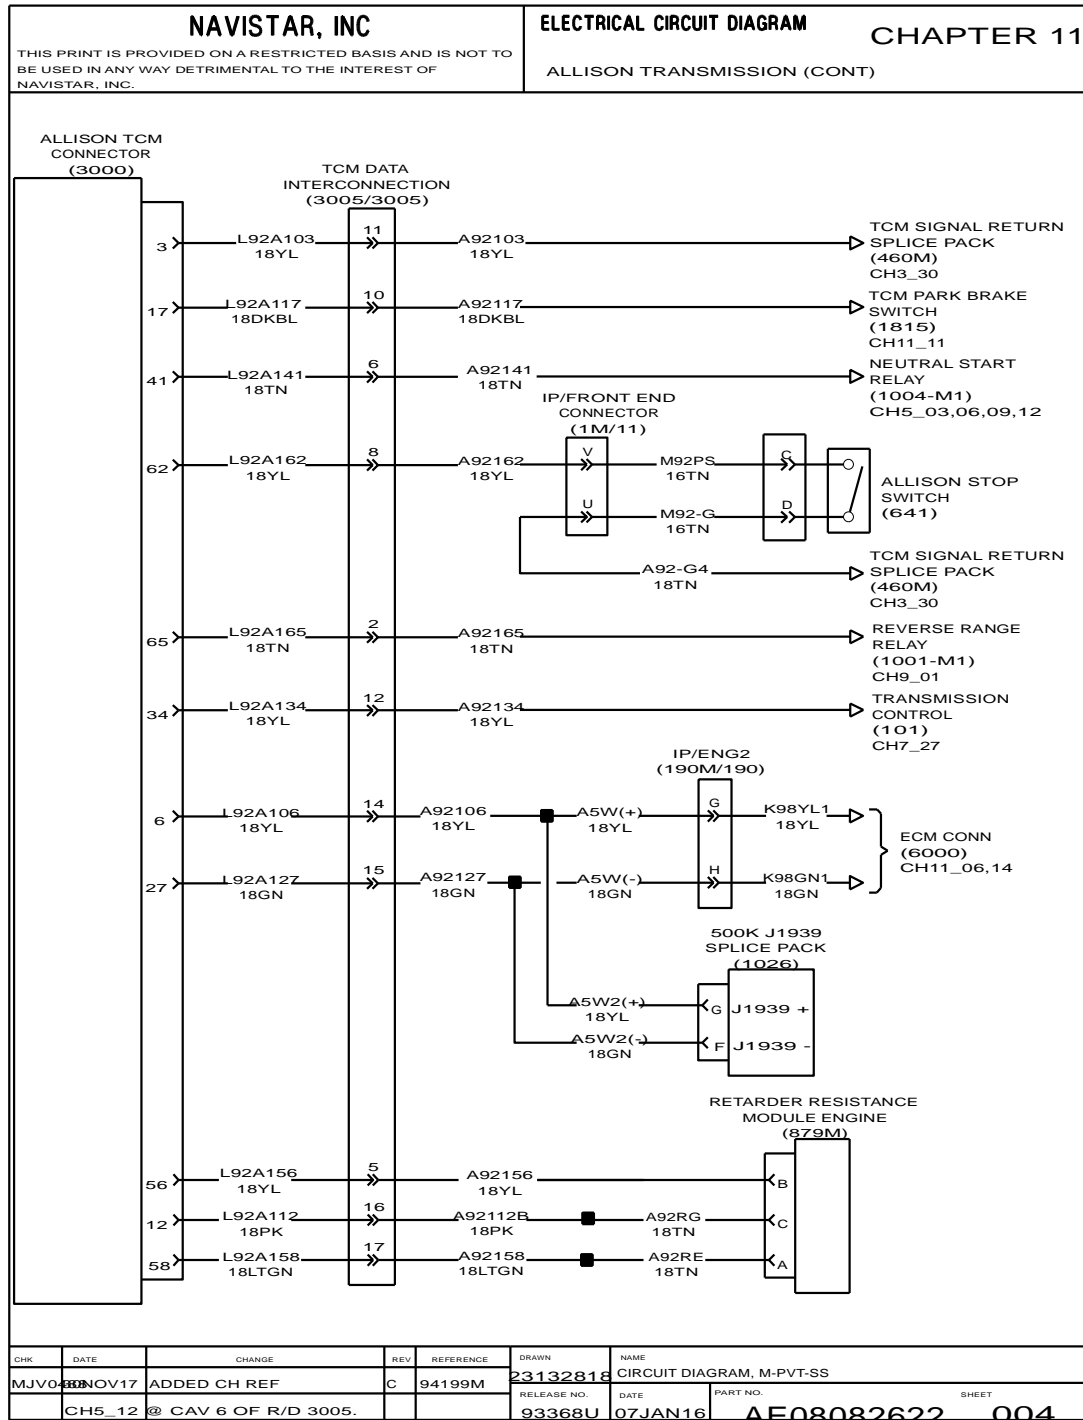 NAVISTAR, INC
THIS PRINT IS PROVIDED ON A RESTRICTED BASIS AND IS NOT TO
BE USED IN ANY WAY DETRIMENTAL TO THE INTEREST OF
NAVISTAR, INC.
ELECTRICAL CIRCUIT DIAGRAM
CHAPTER 11
ALLISON TRANSMISSION (CONT)
ALLISON TCM
CONNECTOR
(3000)
TCM DATA
INTERCONNECTION
(3005/3005)
3
L92A103
18YL
11
A92103
18YL
TCM SIGNAL RETURN
SPLICE PACK
(460M)
CH3_30
17
L92A117
18DKBL
10
A92117
18DKBL
TCM PARK BRAKE
SWITCH
(1815)
CH11_11
41
L92A141
18TN
6
A92141
18TN
NEUTRAL START
RELAY
(1004-M1)
CH5_03,06,09,12
IP/FRONT END
CONNECTOR
(1M/11)
62
L92A162
18YL
8
A92162
18YL
V
M92PS
16TN
C
U
M92-G
16TN
D
ALLISON STOP
SWITCH
(641)
A92-G4
18TN
TCM SIGNAL RETURN
SPLICE PACK
(460M)
CH3_30
65
L92A165
18TN
2
A92165
18TN
REVERSE RANGE
RELAY
(1001-M1)
CH9_01
34
L92A134
18YL
12
A92134
18YL
TRANSMISSION
CONTROL
(101)
CH7_27
IP/ENG2
(190M/190)
6
L92A106
18YL
14
A92106
18YL
A5W(+)
18YL
G
K98YL1
18YL
27
L92A127
18GN
15
A92127
18GN
A5W(-)
18GN
H
K98GN1
18GN
ECM CONN
(6000)
CH11_06,14
500K J1939
SPLICE PACK
(1026)
A5W2(+)
18YL
G
J1939 +
A5W2(-)
18GN
F
J1939 -
RETARDER RESISTANCE
MODULE ENGINE
(879M)
56
L92A156
18YL
5
A92156
18YL
B
12
L92A112
18PK
16
A92112B
18PK
A92RG
18TN
C
58
L92A158
18LTGN
17
A92158
18LTGN
A92RE
18TN
A
CHK DATE CHANGE REV REFERENCE
ADDED CH REF C 94199M
CH5_12 @ CAV 6 OF R/D 3005.
DRAWN
23132818
NAME
CIRCUIT DIAGRAM, M-PVT-SS
RELEASE NO.
93368U
DATE
07JAN16
PART NO.
AE08082622
SHEET
004